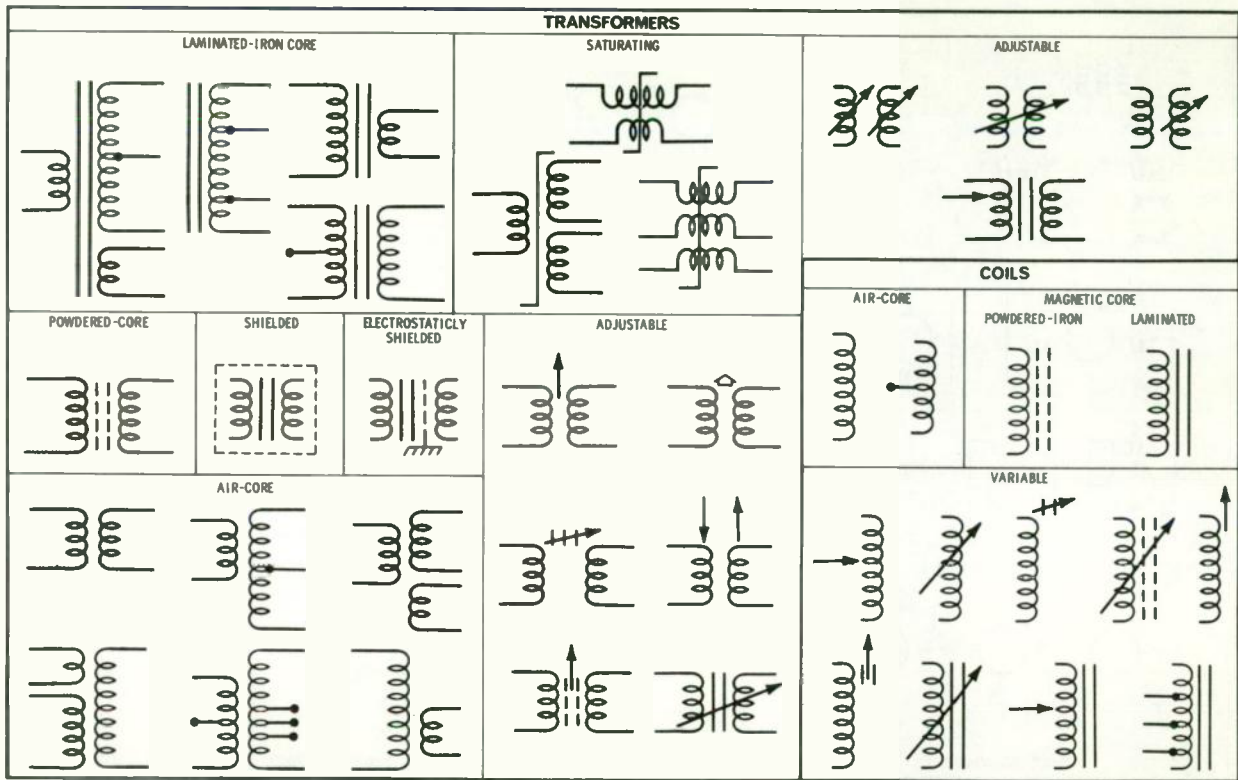 TRANSFORMERS
LAMINATED-IRON CORE
SATURATING
ADJUSTABLE
COILS
AIR-CORE
MAGNETIC CORE
POWDERED-IRON
LAMINATED
POWDERED-CORE
SHIELDED
ELECTROSTATICLY
SHIELDED
ADJUSTABLE
AIR-CORE
VARIABLE